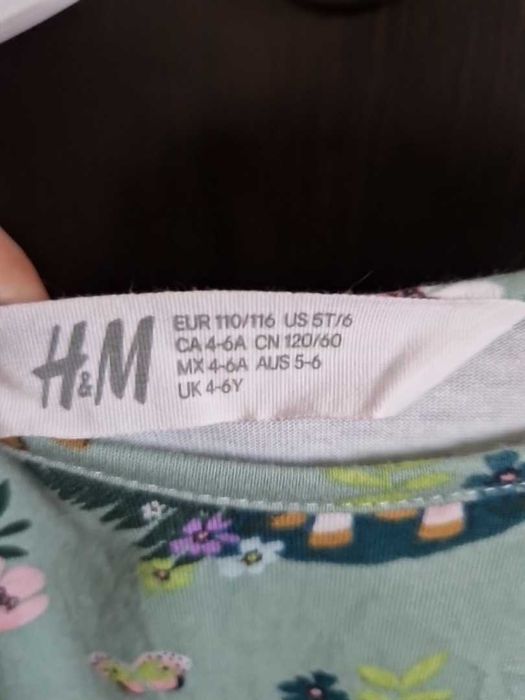 H&M
EUR 110/116 US 5T/6
CA 4-6A CN 120/60
MX 4-6A AUS 5-6
UK 4-6Y